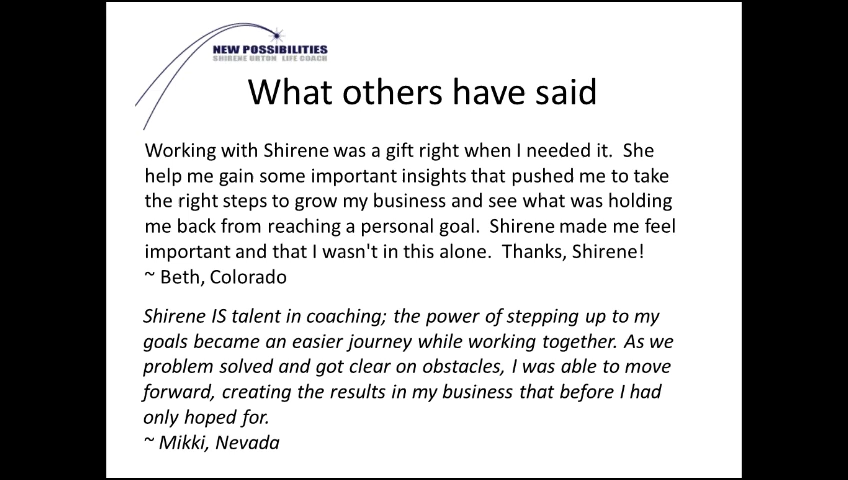 NEW POSSIBILITIES
SHIRENE URTON LIFE COACH
What others have said
Working with Shirene was a gift right when I needed it.  She
help me gain some important insights that pushed me to take
the right steps to grow my business and see what was holding
me back from reaching a personal goal.  Shirene made me feel
important and that I wasn't in this alone.  Thanks, Shirene!
~ Beth, Colorado
Shirene IS talent in coaching; the power of stepping up to my
goals became an easier journey while working together. As we
problem solved and got clear on obstacles, I was able to move
forward, creating the results in my business that before I had
only hoped for.
~ Mikki, Nevada